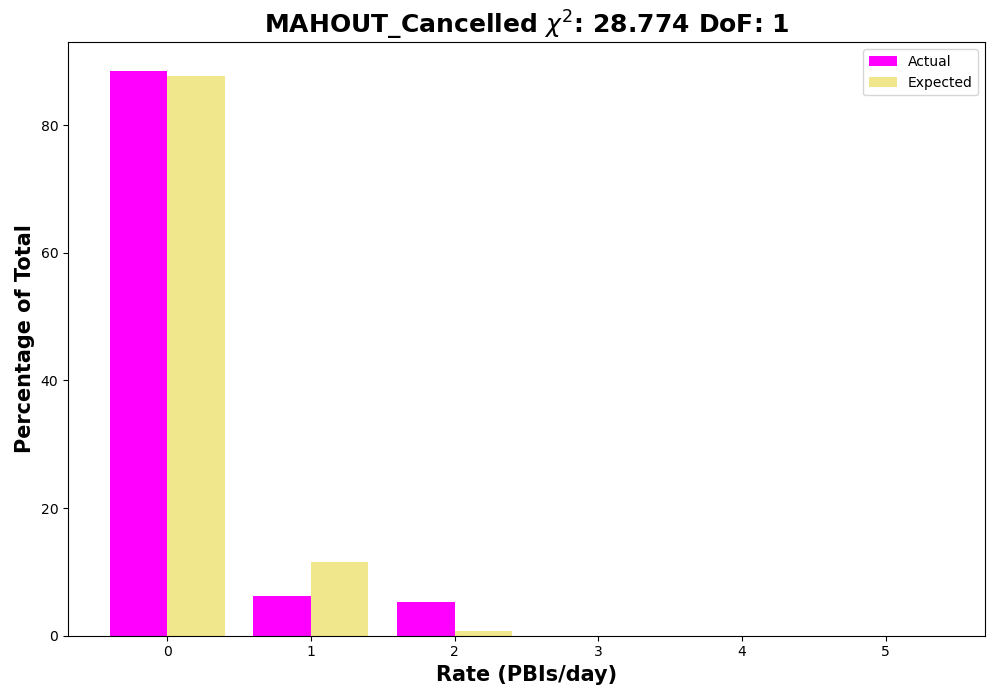 MAHOUT_Cancelled χ²: 28.774 DoF: 1
Actual
Expected
Percentage of Total
80
60
40
20
0
0 1 2 3 4 5
Rate (PBIs/day)